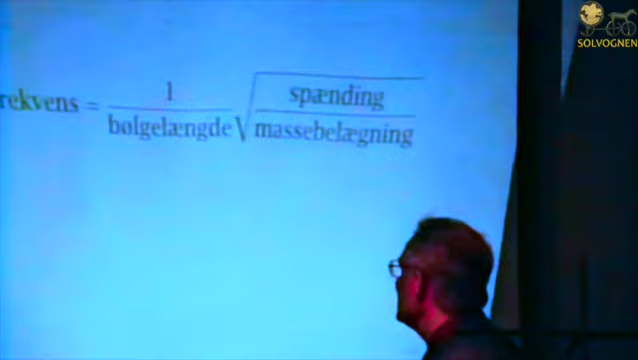 rekvens = 1 / bølgelængde √ spænding / massebelægning
SOLVOGNEN